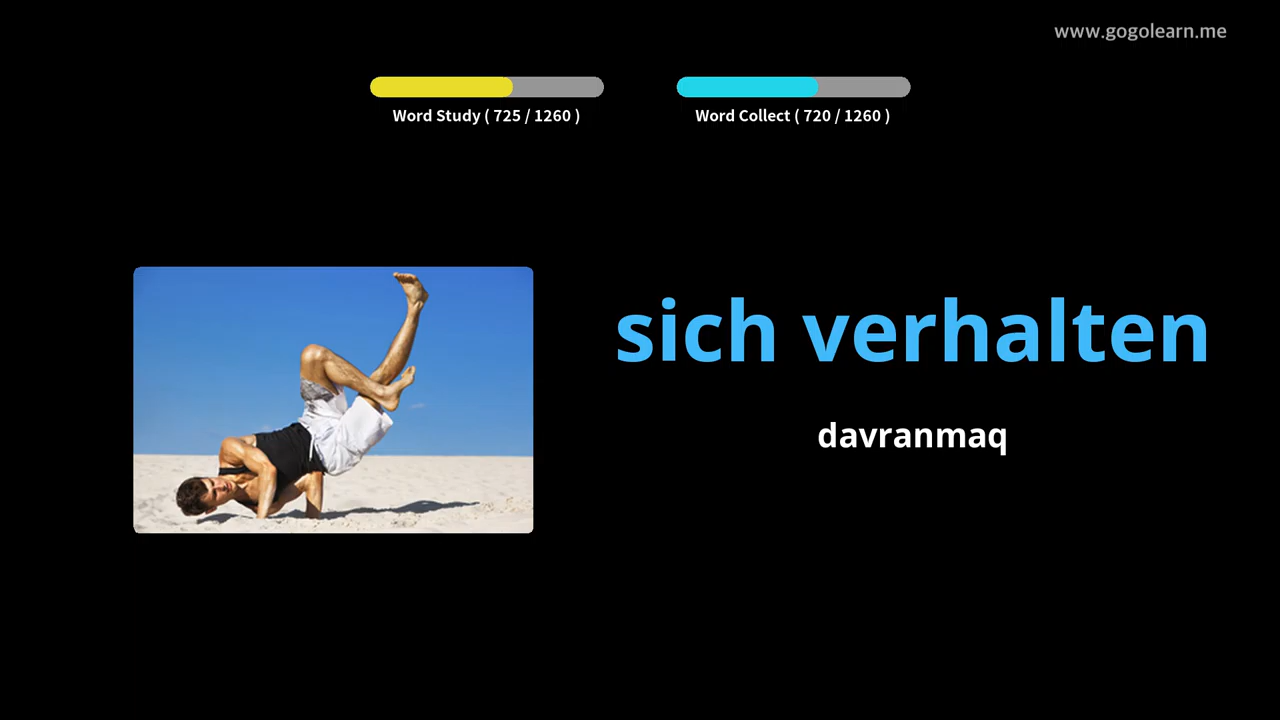 www.gogolearn.me
Word Study ( 725 / 1260 )
Word Collect ( 720 / 1260 )
sich verhalten
davranmaq